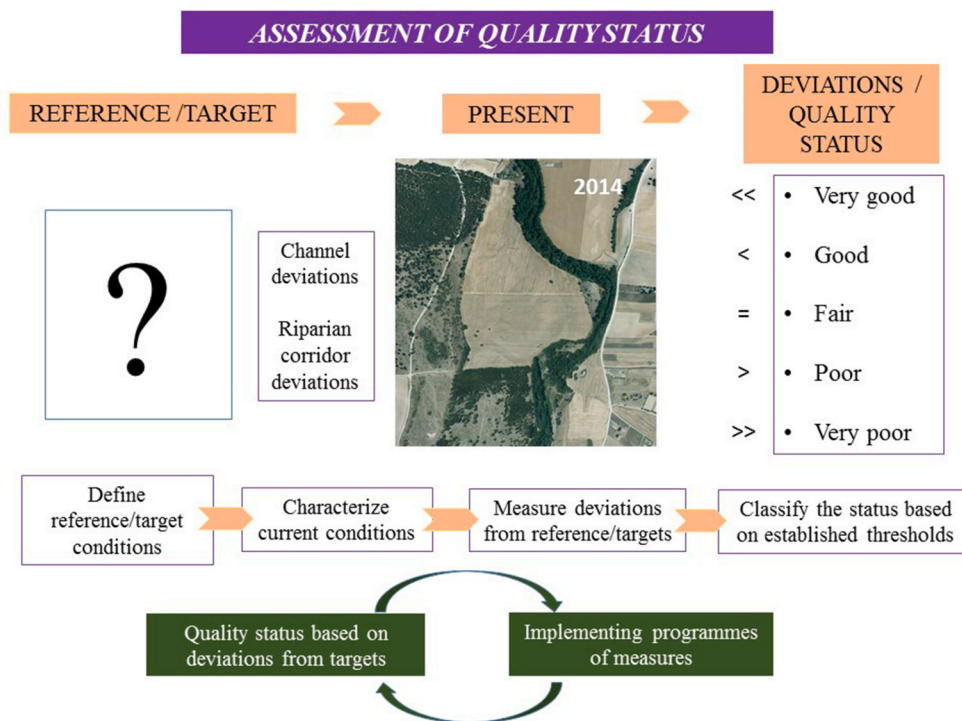 ASSESSMENT OF QUALITY STATUS
REFERENCE /TARGET
PRESENT
DEVIATIONS /
QUALITY
STATUS
?
Channel
deviations
Riparian
corridor
deviations
2014
<< • Very good
< • Good
= • Fair
> • Poor
>> • Very poor
Define
reference/target
conditions
Characterize
current conditions
Measure deviations
from reference/targets
Classify the status based
on established thresholds
Quality status based on
deviations from targets
Implementing programmes
of measures